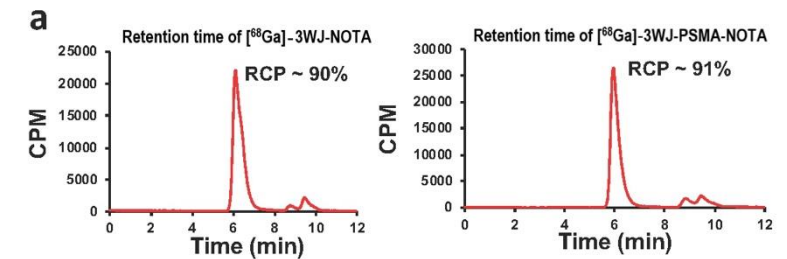 a
Retention time of [⁶⁸Ga]-3WJ-NOTA
25000
20000
15000
10000
5000
0
CPM
RCP ~ 90%
0 2 4 6 8 10 12
Time (min)
Retention time of [⁶⁸Ga]-3WJ-PSMA-NOTA
30000
25000
20000
15000
10000
5000
0
CPM
RCP ~ 91%
0 2 4 6 8 10 12
Time (min)